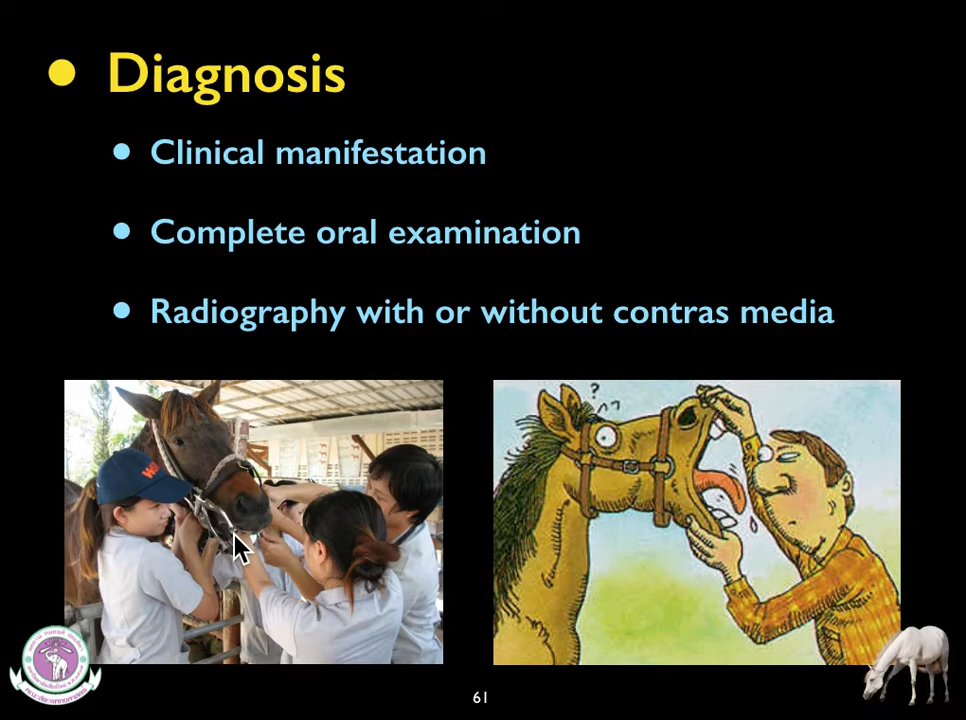 Diagnosis
Clinical manifestation
Complete oral examination
Radiography with or without contras media
?
61